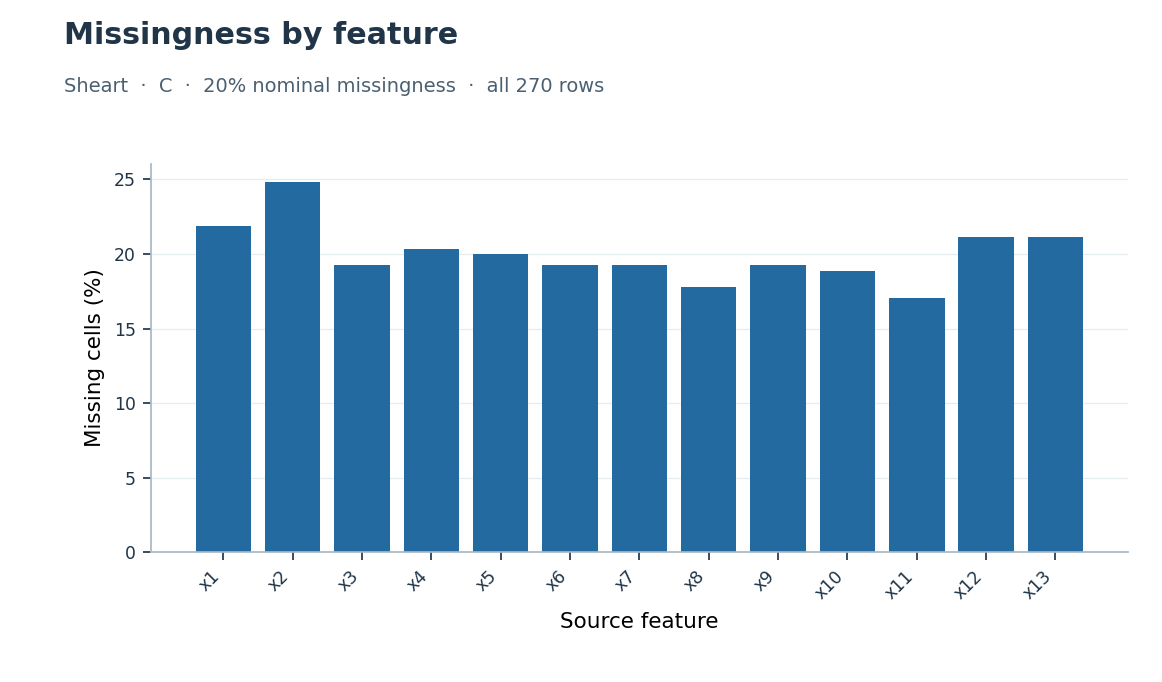 Missingness by feature
Sheart · C · 20% nominal missingness · all 270 rows
Missing cells (%)
25
20
15
10
5
0
x1 x2 x3 x4 x5 x6 x7 x8 x9 x10 x11 x12 x13
Source feature